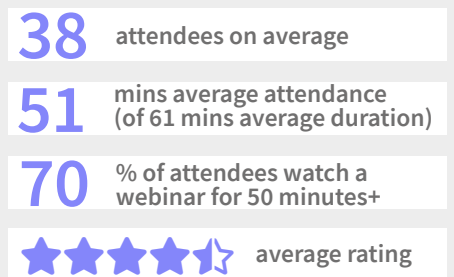 38 attendees on average
51 mins average attendance
(of 61 mins average duration)
70 % of attendees watch a
webinar for 50 minutes+
average rating